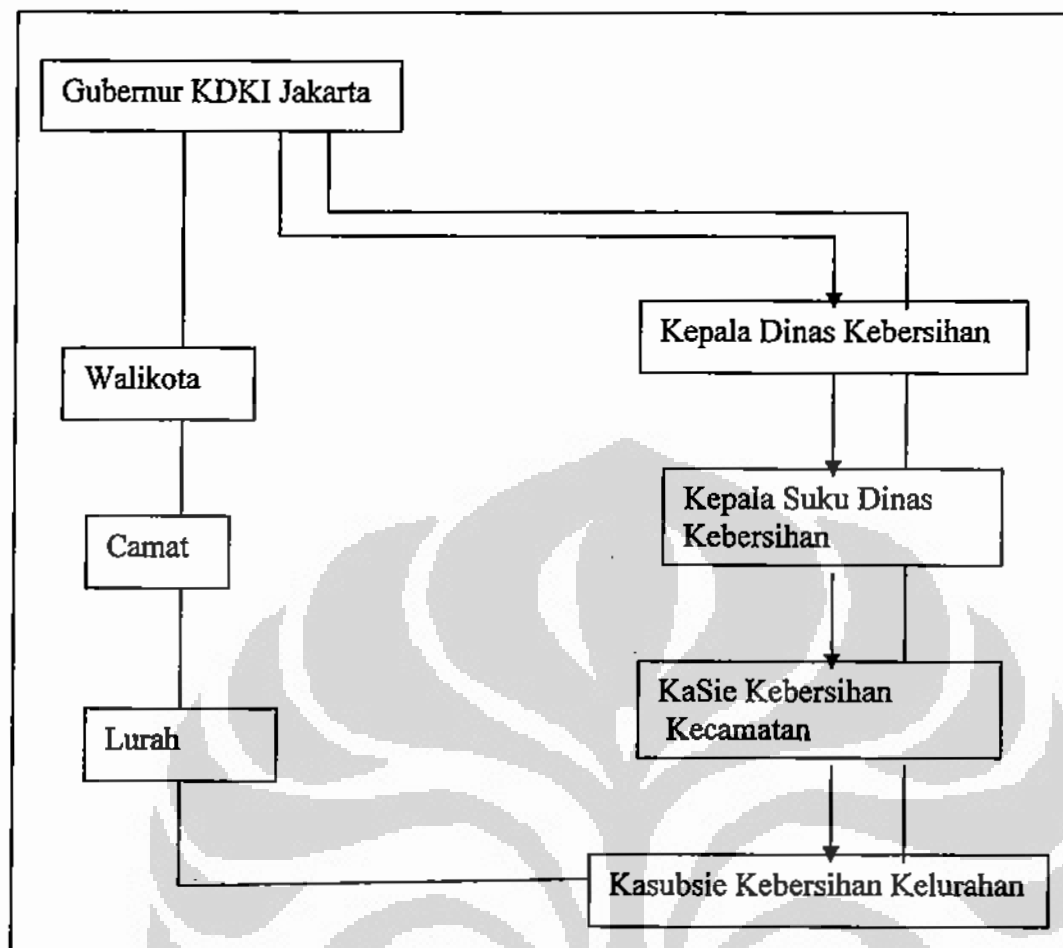 Gubernur KDKI Jakarta
Kepala Dinas Kebersihan
Walikota
Kepala Suku Dinas
Kebersihan
Camat
KaSie Kebersihan
Kecamatan
Lurah
Kasubsie Kebersihan Kelurahan